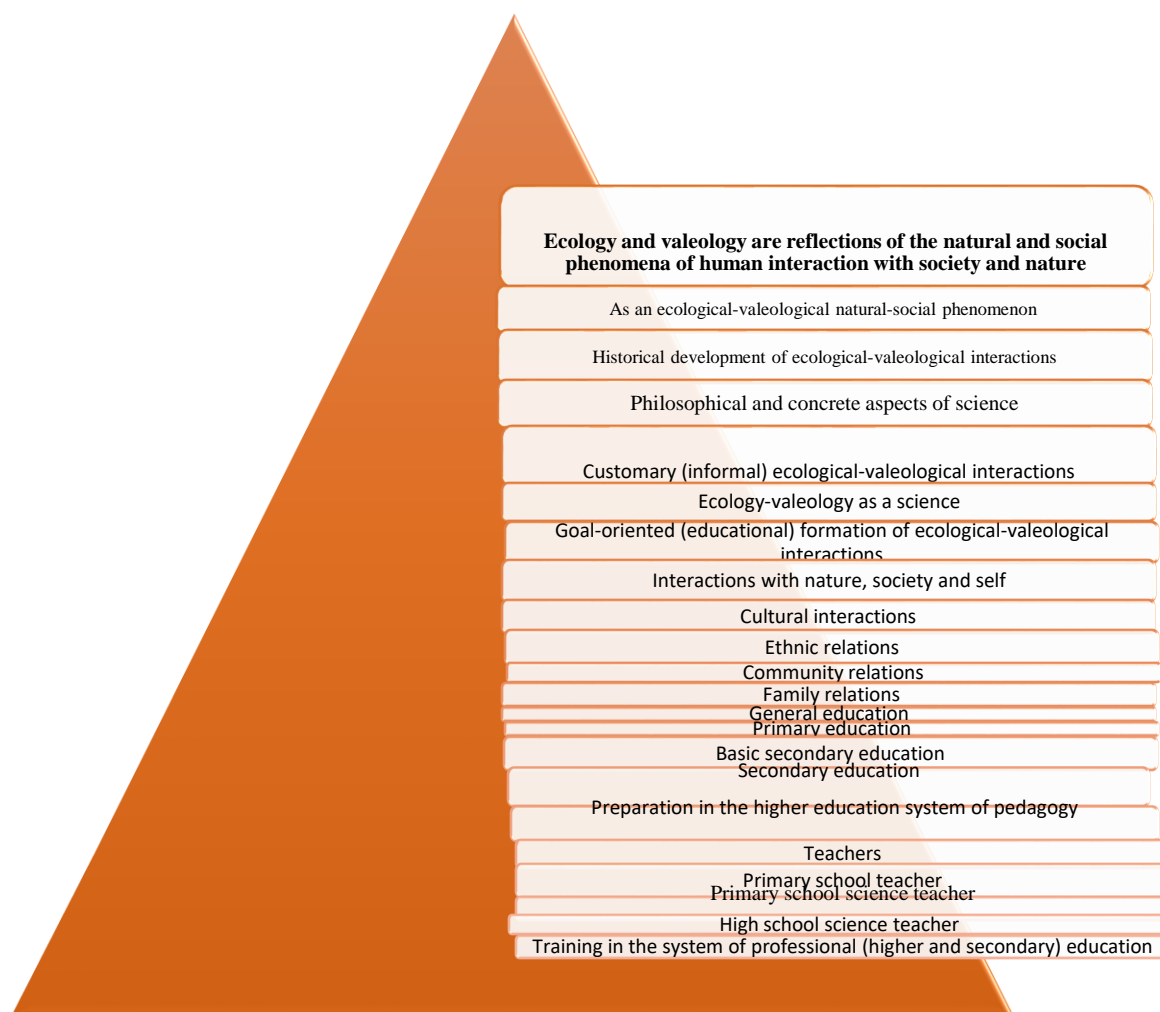 Ecology and valeology are reflections of the natural and social
phenomena of human interaction with society and nature
As an ecological-valeological natural-social phenomenon
Historical development of ecological-valeological interactions
Philosophical and concrete aspects of science
Customary (informal) ecological-valeological interactions
Ecology-valeology as a science
Goal-oriented (educational) formation of ecological-valeological
interactions
Interactions with nature, society and self
Cultural interactions
Ethnic relations
Community relations
Family relations
General education
Primary education
Basic secondary education
Secondary education
Preparation in the higher education system of pedagogy
Teachers
Primary school teacher
Primary school science teacher
High school science teacher
Training in the system of professional (higher and secondary) education